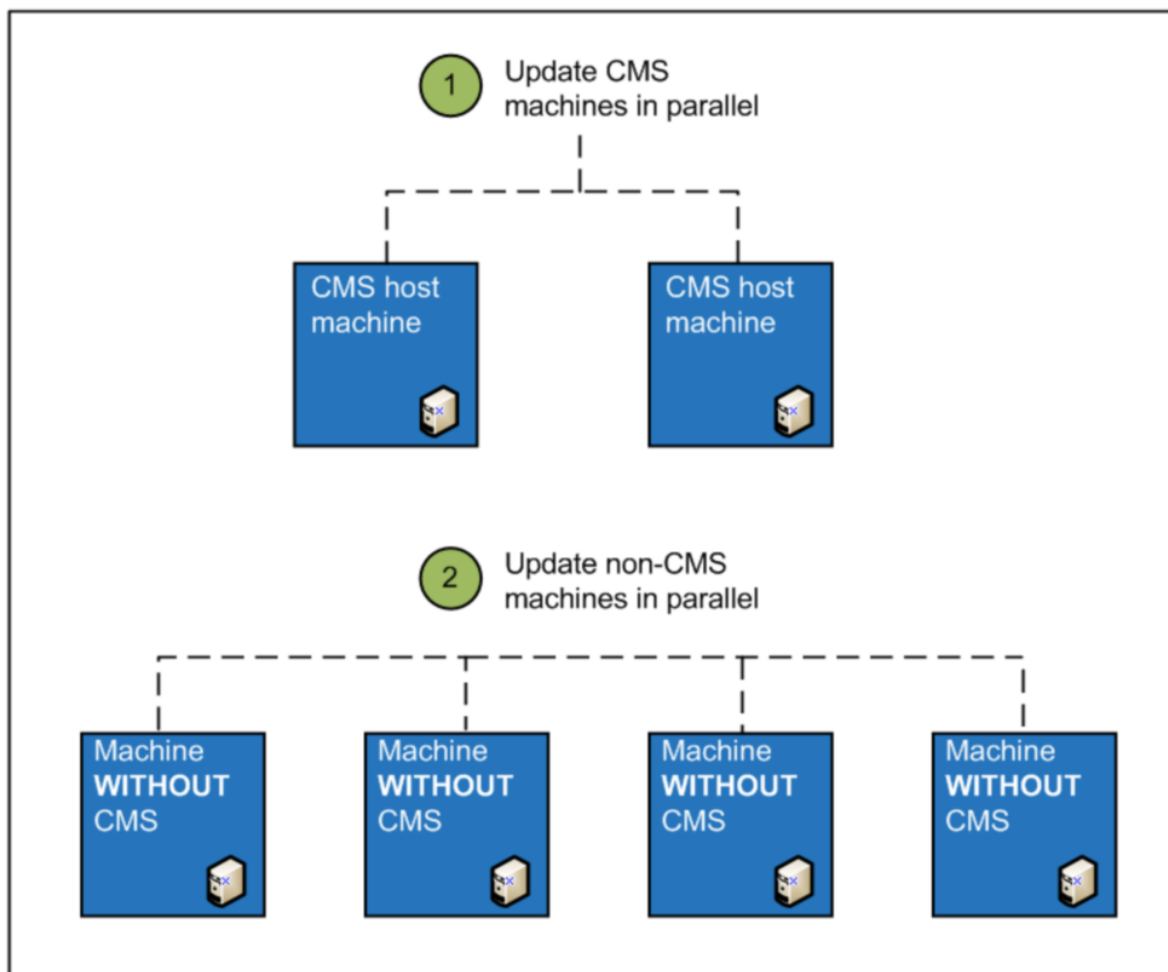 1
Update CMS
machines in parallel
CMS host
machine
CMS host
machine
2
Update non-CMS
machines in parallel
Machine
WITHOUT
CMS
Machine
WITHOUT
CMS
Machine
WITHOUT
CMS
Machine
WITHOUT
CMS